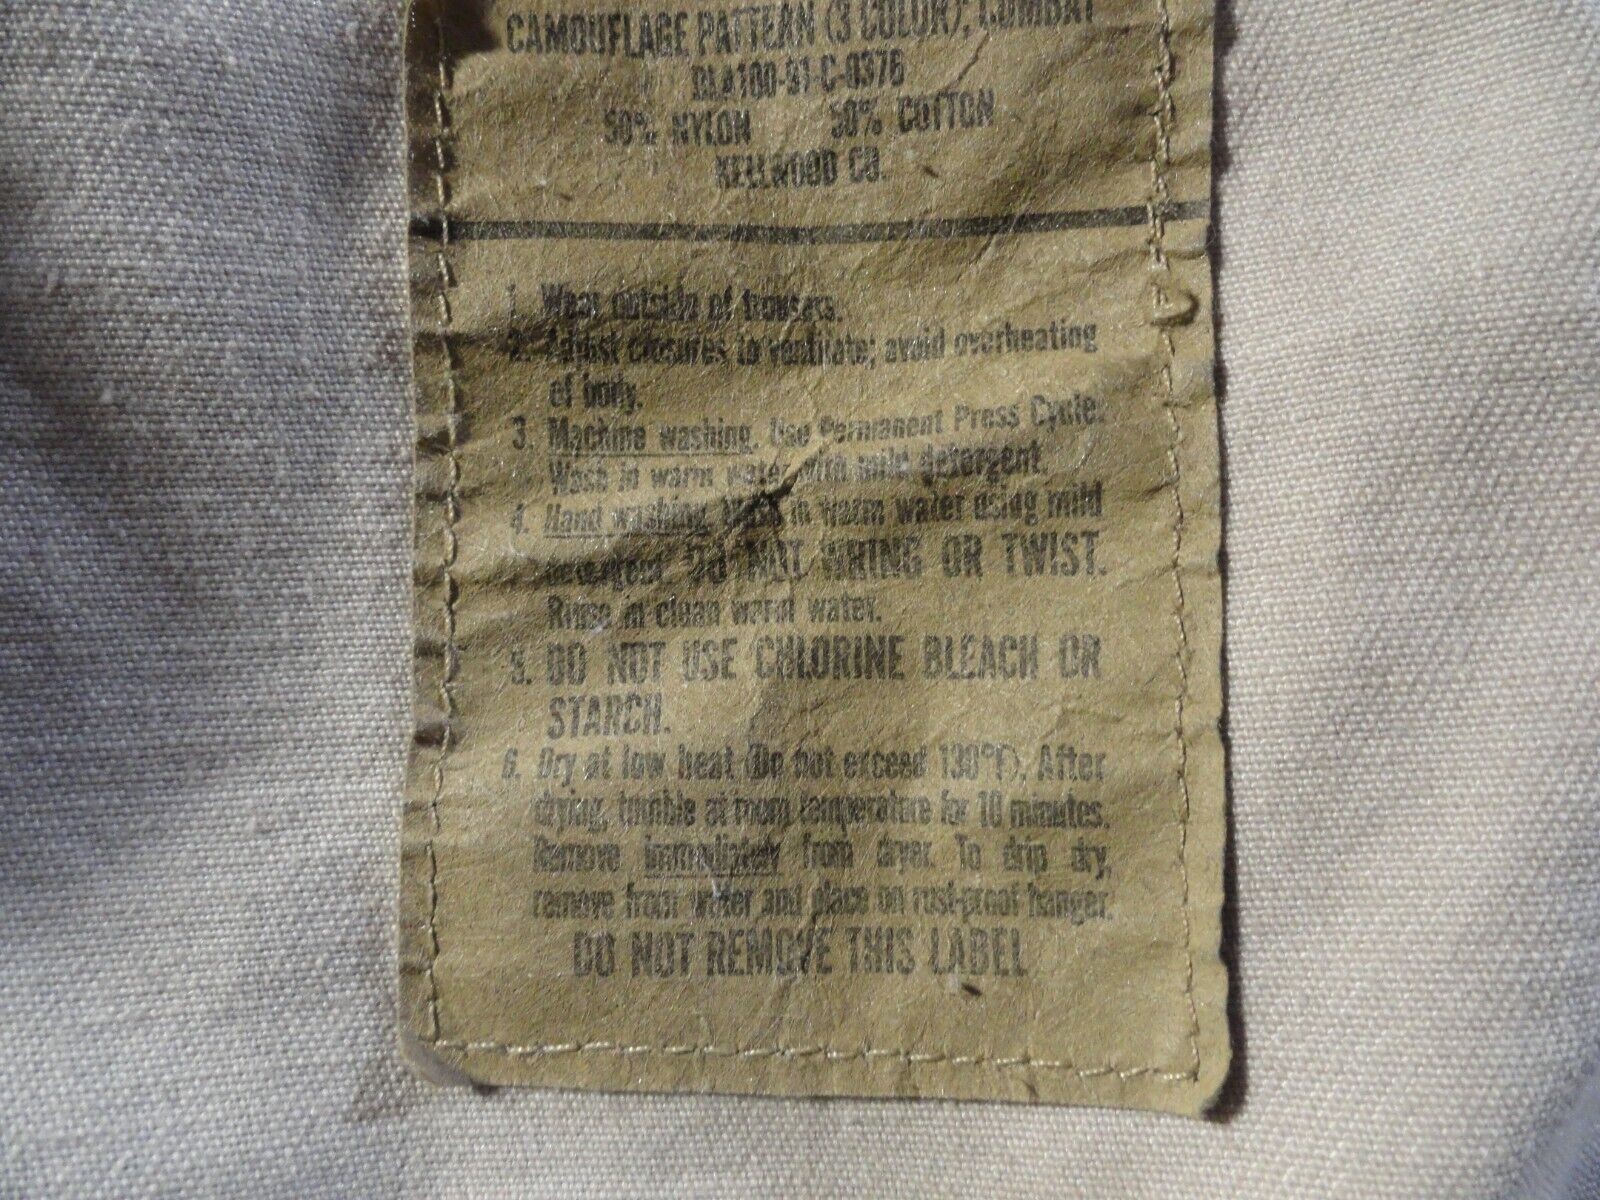 CAMOUFLAGE PATTERN (3 COLOR), COMBAT
DLA100-91-C-0376
50% NYLON 50% COTTON
KELLWOOD CO.
1. Wear outside of trousers.
2. Adjust closures to ventilate; avoid overheating
of body.
3. Machine washing. Use Permanent Press Cycle.
Wash in warm water with mild detergent.
4. Hand washing. Wash in warm water using mild
detergent. DO NOT WRING OR TWIST.
Rinse in clean warm water.
5. DO NOT USE CHLORINE BLEACH OR
STARCH.
6. Dry at low heat (Do not exceed 130°F). After
drying, tumble at room temperature for 10 minutes.
Remove immediately from dryer. To drip dry,
remove from water and place on rust-proof hanger.
DO NOT REMOVE THIS LABEL